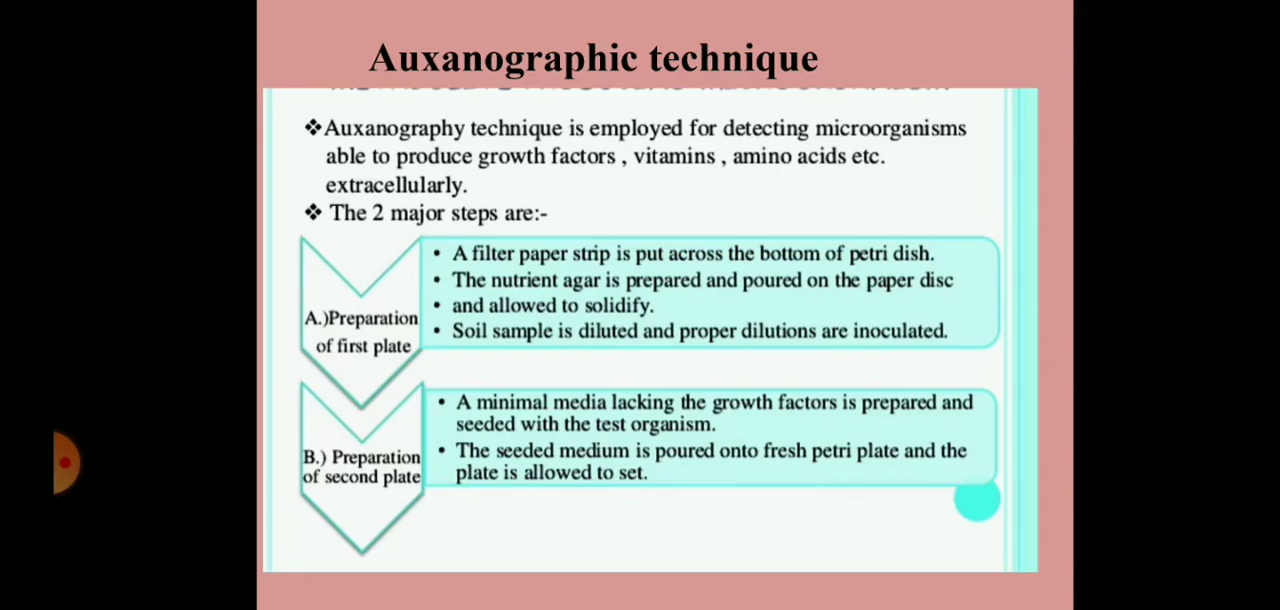 Auxanographic technique
❖Auxanography technique is employed for detecting microorganisms
able to produce growth factors , vitamins , amino acids etc.
extracellularly.
❖ The 2 major steps are:-
• A filter paper strip is put across the bottom of petri dish.
• The nutrient agar is prepared and poured on the paper disc
• and allowed to solidify.
• Soil sample is diluted and proper dilutions are inoculated.
A.)Preparation
of first plate
• A minimal media lacking the growth factors is prepared and
seeded with the test organism.
• The seeded medium is poured onto fresh petri plate and the
plate is allowed to set.
B.) Preparation
of second plate